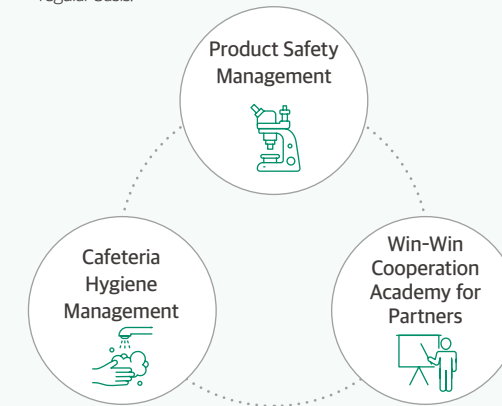 regular basis.
Product Safety
Management
Cafeteria
Hygiene
Management
Win-Win
Cooperation
Academy for
Partners